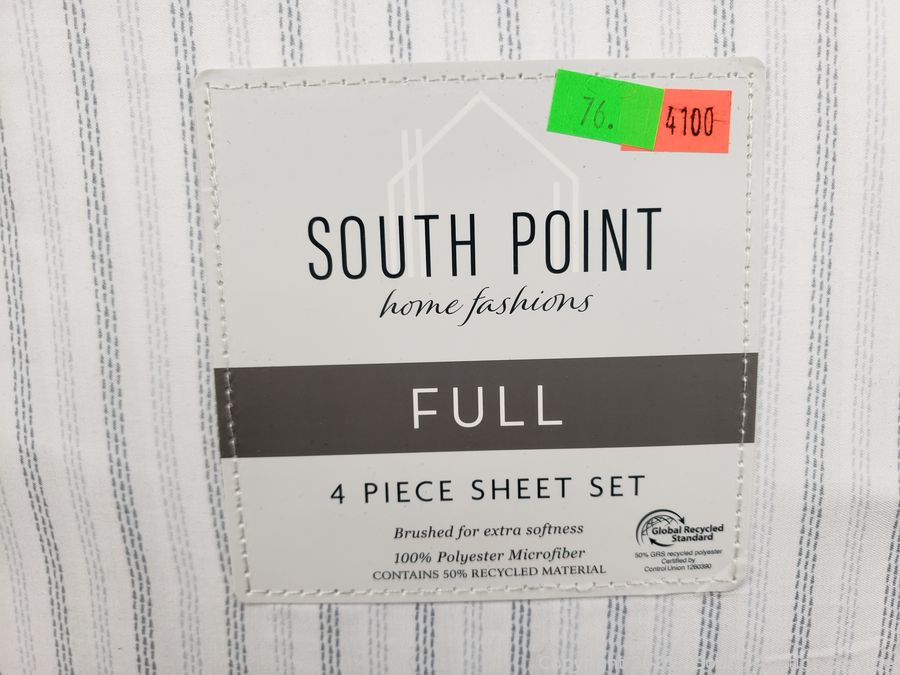 76.
4100
SOUTH POINT
home fashions
FULL
4 PIECE SHEET SET
Brushed for extra softness
100% Polyester Microfiber
CONTAINS 50% RECYCLED MATERIAL
Global Recycled
Standard
50% GRS recycled polyester
Certified by
Control Union 1260390